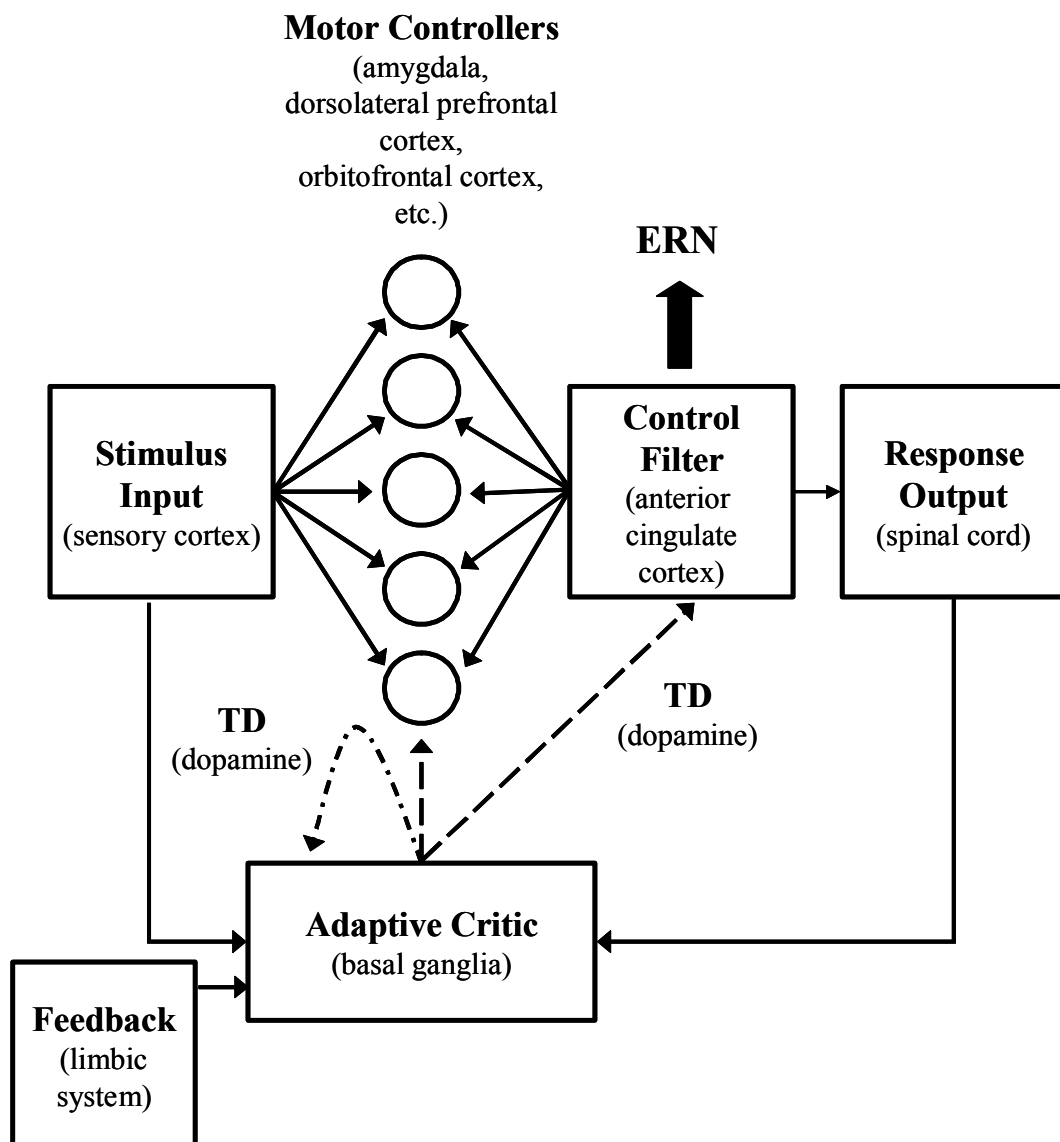 Motor Controllers
(amygdala,
dorsolateral prefrontal
cortex,
orbitofrontal cortex,
etc.)
ERN
Stimulus
Input
(sensory cortex)
Control
Filter
(anterior
cingulate
cortex)
Response
Output
(spinal cord)
TD
(dopamine)
TD
(dopamine)
Adaptive Critic
(basal ganglia)
Feedback
(limbic
system)